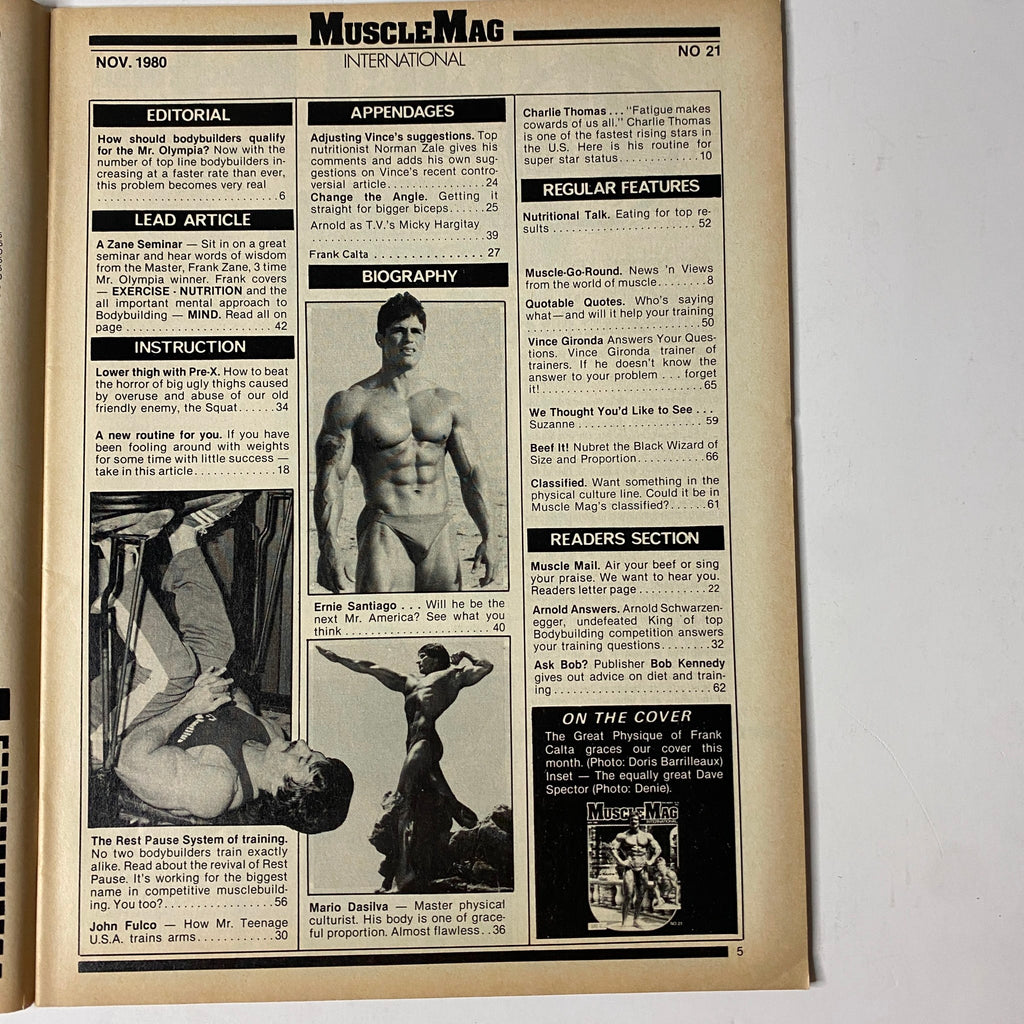 MUSCLEMAG
INTERNATIONAL
NOV. 1980
NO 21
EDITORIAL
How should bodybuilders qualify
for the Mr. Olympia? Now with the
number of top line bodybuilders in-
creasing at a faster rate than ever,
this problem becomes very real
..............................6
LEAD ARTICLE
A Zane Seminar — Sit in on a great
seminar and hear words of wisdom
from the Master, Frank Zane, 3 time
Mr. Olympia winner. Frank covers
— EXERCISE - NUTRITION and the
all important mental approach to
Bodybuilding — MIND. Read all on
page ........................ 42
INSTRUCTION
Lower thigh with Pre-X. How to beat
the horror of big ugly thighs caused
by overuse and abuse of our old
friendly enemy, the Squat......34
A new routine for you. If you have
been fooling around with weights
for some time with little success —
take in this article.............18
The Rest Pause System of training.
No two bodybuilders train exactly
alike. Read about the revival of Rest
Pause. It's working for the biggest
name in competitive musclebuild-
ing. You too?.................56
John Fulco — How Mr. Teenage
U.S.A. trains arms............30
APPENDAGES
Adjusting Vince's suggestions. Top
nutritionist Norman Zale gives his
comments and adds his own sug-
gestions on Vince's recent contro-
versial article................24
Change the Angle. Getting it
straight for bigger biceps......25
Arnold as T.V.'s Micky Hargitay
............................39
Frank Calta ................ 27
BIOGRAPHY
Ernie Santiago . . . Will he be the
next Mr. America? See what you
think ........................ 40
Mario Dasilva — Master physical
culturist. His body is one of grace-
ful proportion. Almost flawless..36
Charlie Thomas . . . "Fatigue makes
cowards of us all." Charlie Thomas
is one of the fastest rising stars in
the U.S. Here is his routine for
super star status..............10
REGULAR FEATURES
Nutritional Talk. Eating for top re-
sults ........................ 52
Muscle-Go-Round. News 'n Views
from the world of muscle........8
Quotable Quotes. Who's saying
what—and will it help your training
............................50
Vince Gironda Answers Your Ques-
tions. Vince Gironda trainer of
trainers. If he doesn't know the
answer to your problem . . . forget
it!...........................65
We Thought You'd Like to See . . .
Suzanne .....................59
Beef It! Nubret the Black Wizard of
Size and Proportion............66
Classified. Want something in the
physical culture line. Could it be in
Muscle Mag's classified?......61
READERS SECTION
Muscle Mail. Air your beef or sing
your praise. We want to hear you.
Readers letter page ............22
Arnold Answers. Arnold Schwarzen-
egger, undefeated King of top
Bodybuilding competition answers
your training questions.........32
Ask Bob? Publisher Bob Kennedy
gives out advice on diet and train-
ing...........................62
ON THE COVER
The Great Physique of Frank
Calta graces our cover this
month. (Photo: Doris Barrilleaux)
Inset — The equally great Dave
Spector (Photo: Denie).
MUSCLEMAG
INTERNATIONAL
NO 21
5